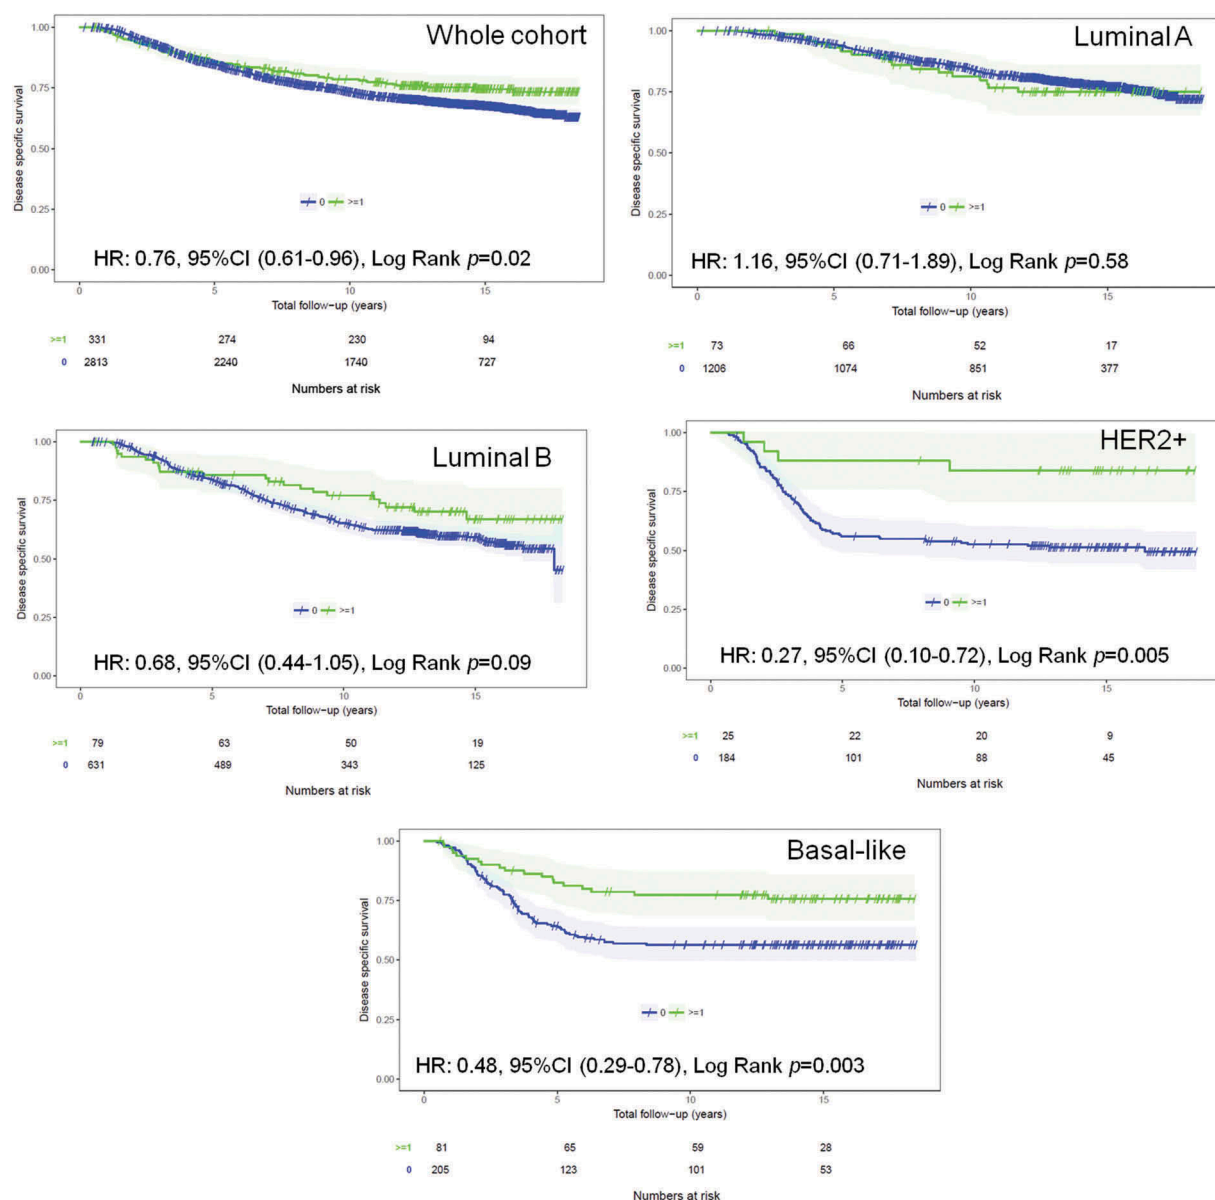 Whole cohort
Disease specific survival
1.00
0.75
0.50
0.25
0.00
0 >=1
HR: 0.76, 95%CI (0.61-0.96), Log Rank p=0.02
0 5 10 15
Total follow-up (years)
>=1 331 274 230 94
0 2813 2240 1740 727
Numbers at risk
Luminal A
Disease specific survival
1.00
0.75
0.50
0.25
0.00
0 >=1
HR: 1.16, 95%CI (0.71-1.89), Log Rank p=0.58
0 5 10 15
Total follow-up (years)
>=1 73 66 52 17
0 1206 1074 851 377
Numbers at risk
Luminal B
Disease specific survival
1.00
0.75
0.50
0.25
0.00
0 >=1
HR: 0.68, 95%CI (0.44-1.05), Log Rank p=0.09
0 5 10 15
Total follow-up (years)
>=1 79 63 50 19
0 631 489 343 125
Numbers at risk
HER2+
Disease specific survival
1.00
0.75
0.50
0.25
0.00
0 >=1
HR: 0.27, 95%CI (0.10-0.72), Log Rank p=0.005
0 5 10 15
Total follow-up (years)
>=1 25 22 20 9
0 184 101 88 45
Numbers at risk
Basal-like
Disease specific survival
1.00
0.75
0.50
0.25
0.00
0 >=1
HR: 0.48, 95%CI (0.29-0.78), Log Rank p=0.003
0 5 10 15
Total follow-up (years)
>=1 81 65 59 28
0 205 123 101 53
Numbers at risk